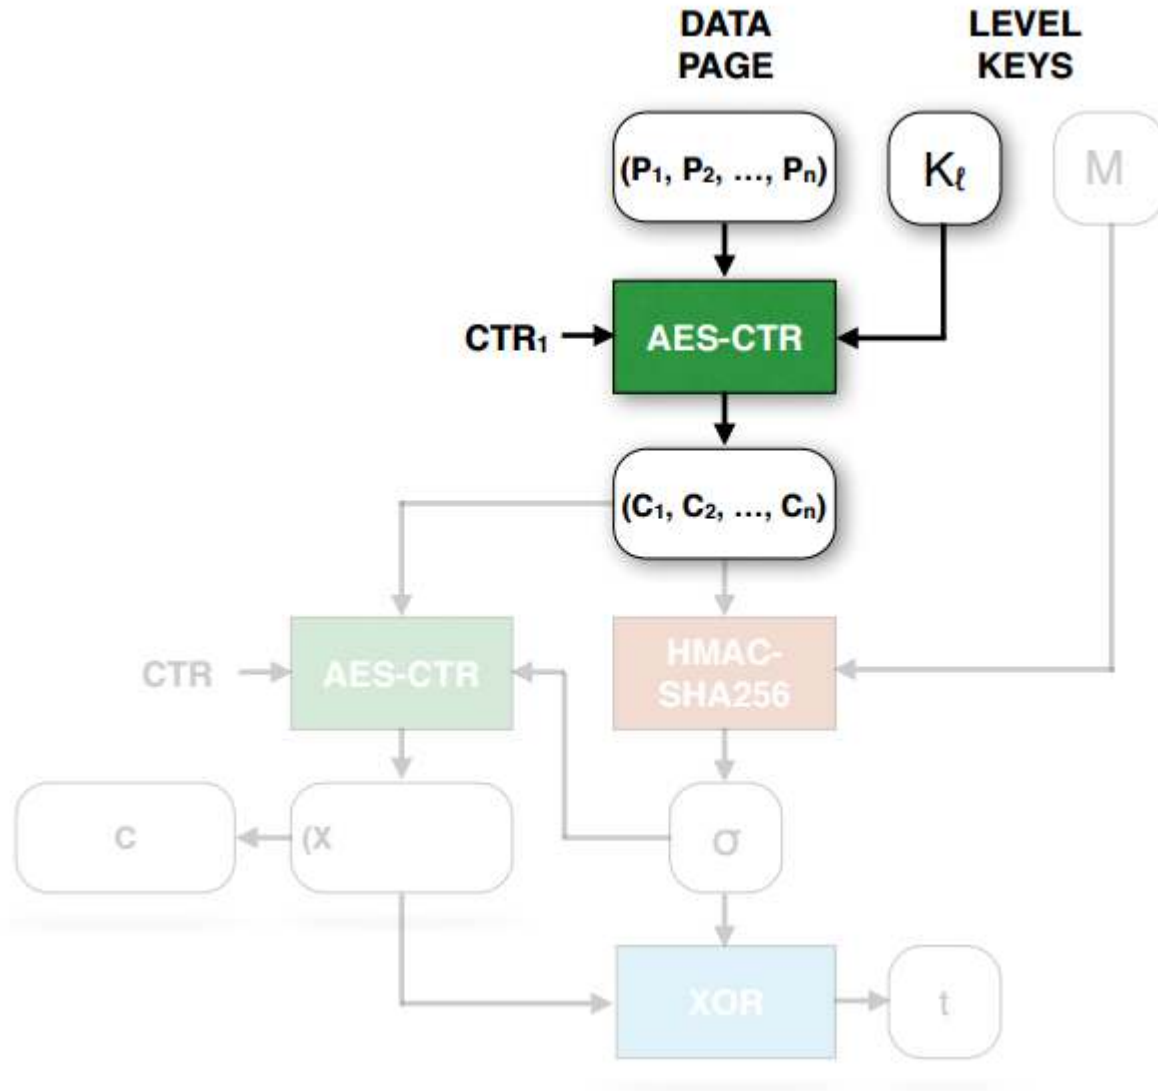 DATA
PAGE
LEVEL
KEYS
(P₁, P₂, ..., Pₙ)
Kℓ
M
CTR₁
AES-CTR
(C₁, C₂, ..., Cₙ)
CTR
AES-CTR
HMAC-
SHA256
C
(X
σ
XOR
t